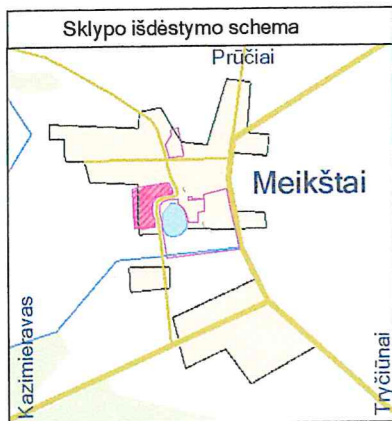 Sklypo išdėstymo schema
Prūčiai
Meikštai
Kazimieravas
Tryčiūnai